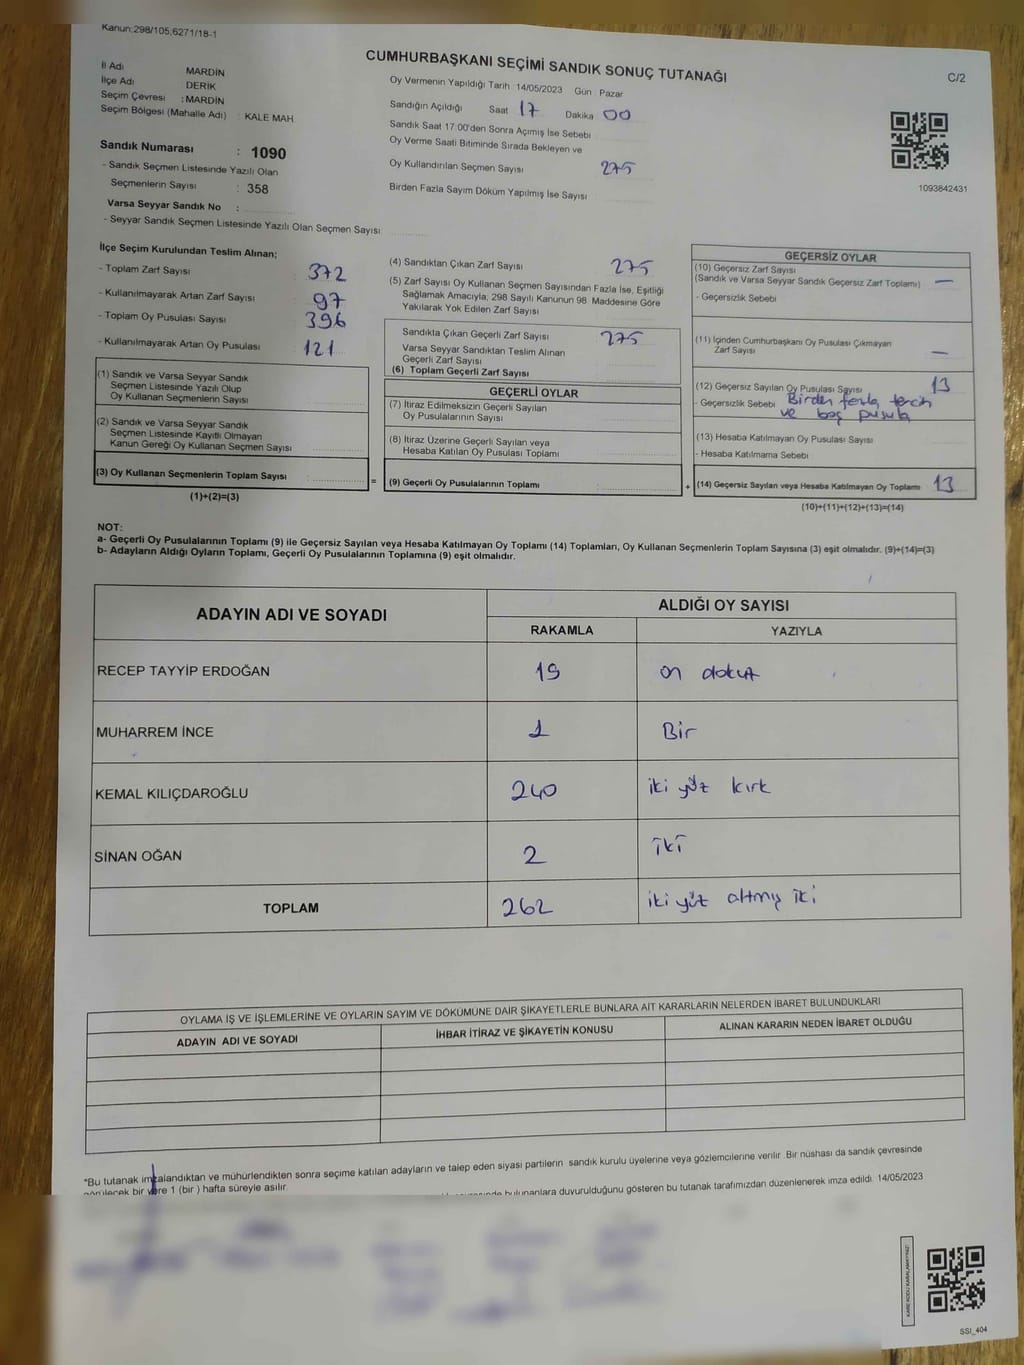 Kanun;298/105;6271/18-1
CUMHURBAŞKANI SEÇİMİ SANDIK SONUÇ TUTANAĞI
C/2
İl Adı MARDİN
İlçe Adı DERİK
Seçim Çevresi :MARDİN
Seçim Bölgesi (Mahalle Adı) : KALE MAH.
Sandık Numarası : 1090
- Sandık Seçmen Listesinde Yazılı Olan
Seçmenlerin Sayısı : 358
Varsa Seyyar Sandık No :
- Seyyar Sandık Seçmen Listesinde Yazılı Olan Seçmen Sayısı
Oy Vermenin Yapıldığı Tarih :14/05/2023 Gün : Pazar
Sandığın Açıldığı Saat 17 Dakika 00
Sandık Saat 17:00'den Sonra Açımış İse Sebebi
Oy Verme Saati Bitiminde Sırada Bekleyen ve
Oy Kullandırılan Seçmen Sayısı 275
Birden Fazla Sayım Döküm Yapılmış İse Sayısı
1093842431
İlçe Seçim Kurulundan Teslim Alınan;
- Toplam Zarf Sayısı 372
- Kullanılmayarak Artan Zarf Sayısı 97
- Toplam Oy Pusulası Sayısı 396
- Kullanılmayarak Artan Oy Pusulası 121
(1) Sandık ve Varsa Seyyar Sandık
Seçmen Listesinde Yazılı Olup
Oy Kullanan Seçmenlerin Sayısı
(2) Sandık ve Varsa Seyyar Sandık
Seçmen Listesinde Kayıtlı Olmayan
Kanun Gereği Oy Kullanan Seçmen Sayısı
(3) Oy Kullanan Seçmenlerin Toplam Sayısı :
(1)+(2)=(3)
=
(4) Sandıktan Çıkan Zarf Sayısı 275
(5) Zarf Sayısı Oy Kullanan Seçmen Sayısından Fazla İse, Eşitliği
Sağlamak Amacıyla, 298 Sayılı Kanunun 98. Maddesine Göre
Yakılarak Yok Edilen Zarf Sayısı
Sandıkta Çıkan Geçerli Zarf Sayısı 275
Varsa Seyyar Sandıktan Teslim Alınan
Geçerli Zarf Sayısı
(6) Toplam Geçerli Zarf Sayısı
GEÇERLİ OYLAR
(7) İtiraz Edilmeksizin Geçerli Sayılan
Oy Pusulalarının Sayısı
(8) İtiraz Üzerine Geçerli Sayılan veya
Hesaba Katılan Oy Pusulası Toplamı
(9) Geçerli Oy Pusulalarının Toplamı :
+
GEÇERSİZ OYLAR
(10) Geçersiz Zarf Sayısı
(Sandık ve Varsa Seyyar Sandık Geçersiz Zarf Toplamı) —
- Geçersizlik Sebebi
(11) İçinden Cumhurbaşkanı Oy Pusulası Çıkmayan
Zarf Sayısı —
(12) Geçersiz Sayılan Oy Pusulası Sayısı 13
- Geçersizlik Sebebi Birden fazla tercih
ve boş pusula
(13) Hesaba Katılmayan Oy Pusulası Sayısı
- Hesaba Katılmama Sebebi
(14) Geçersiz Sayılan veya Hesaba Katılmayan Oy Toplamı 13
(10)+(11)+(12)+(13)=(14)
NOT:
a- Geçerli Oy Pusulalarının Toplamı (9) ile Geçersiz Sayılan veya Hesaba Katılmayan Oy Toplamı (14) Toplamları, Oy Kullanan Seçmenlerin Toplam Sayısına (3) eşit olmalıdır. (9)+(14)=(3)
b- Adayların Aldığı Oyların Toplamı, Geçerli Oy Pusulalarının Toplamına (9) eşit olmalıdır.
ADAYIN ADI VE SOYADI
ALDIĞI OY SAYISI
RAKAMLA YAZIYLA
RECEP TAYYİP ERDOĞAN 19 on dokuz
MUHARREM İNCE 1 Bir
KEMAL KILIÇDAROĞLU 240 iki yüz kırk
SİNAN OĞAN 2 iki
TOPLAM 262 iki yüz altmış iki
OYLAMA İŞ VE İŞLEMLERİNE VE OYLARIN SAYIM VE DÖKÜMÜNE DAİR ŞİKAYETLERLE BUNLARA AİT KARARLARIN NELERDEN İBARET BULUNDUKLARI
ADAYIN ADI VE SOYADI İHBAR İTİRAZ VE ŞİKAYETİN KONUSU ALINAN KARARIN NEDEN İBARET OLDUĞU
*Bu tutanak imzalandıktan ve mühürlendikten sonra seçime katılan adayların ve talep eden siyasi partilerin sandık kurulu üyelerine veya gözlemcilerine verilir. Bir nüshası da sandık çevresinde
görülecek bir yere 1 (bir ) hafta süreyle asılır.
bulunanlara duyurulduğunu gösteren bu tutanak tarafımızdan düzenlenerek imza edildi. 14/05/2023
KAREKODU KARALAMAYINIZ!
SSI_404